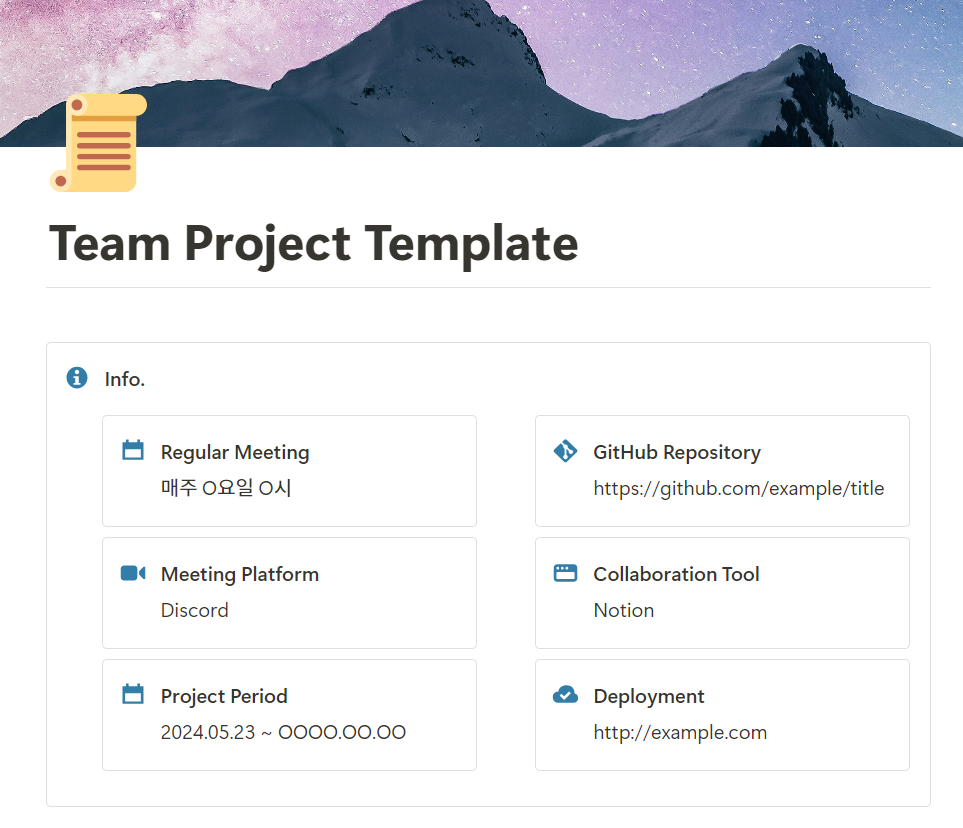 Team Project Template
Info.
Regular Meeting
매주 O요일 O시
GitHub Repository
https://github.com/example/title
Meeting Platform
Discord
Collaboration Tool
Notion
Project Period
2024.05.23 ~ OOOO.OO.OO
Deployment
http://example.com